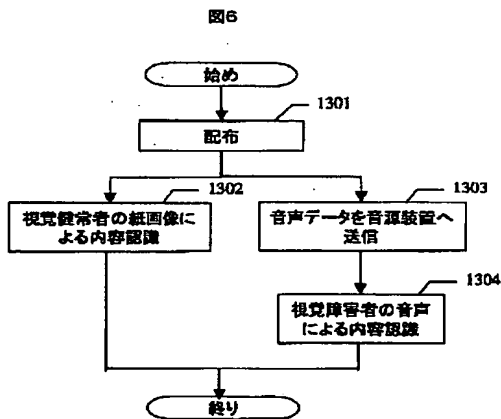 図6
始め
1301
配布
1302
視覚健常者の紙画像に
よる内容認識
1303
音声データを音源装置へ
送信
1304
視覚障害者の音声
による内容認識
終り